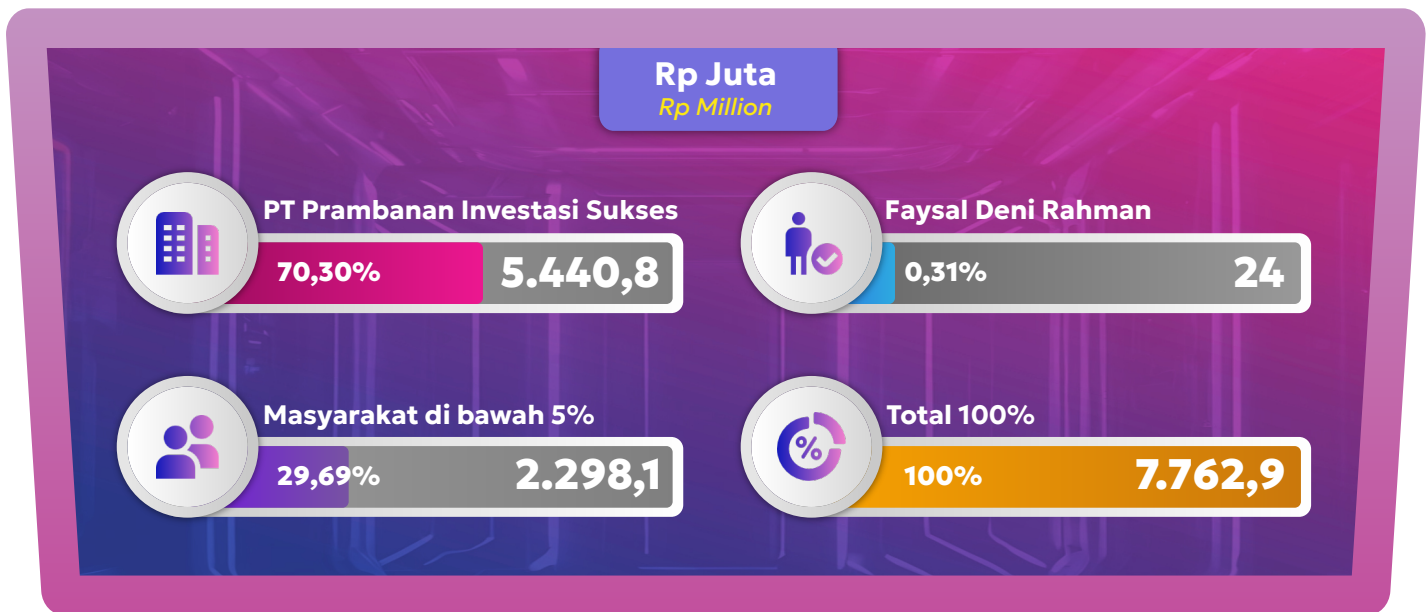 Rp Juta
Rp Million
PT Prambanan Investasi Sukses
70,30%
5.440,8
Faysal Deni Rahman
0,31%
24
Masyarakat di bawah 5%
29,69%
2.298,1
Total 100%
%
100%
7.762,9